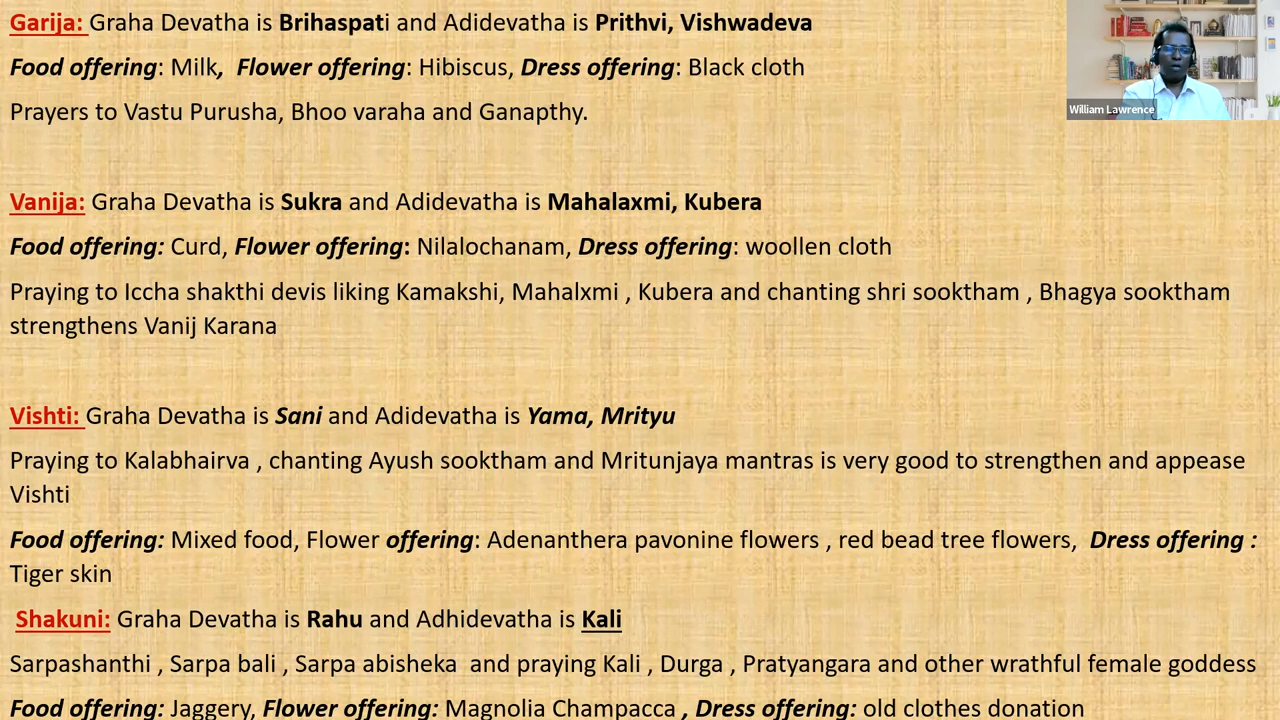 Garija: Graha Devatha is Brihaspati and Adidevatha is Prithvi, Vishwadeva
Food offering: Milk, Flower offering: Hibiscus, Dress offering: Black cloth
William Lawrence
Prayers to Vastu Purusha, Bhoo varaha and Ganapthy.
Vanija: Graha Devatha is Sukra and Adidevatha is Mahalaxmi, Kubera
Food offering: Curd, Flower offering: Nilalochanam, Dress offering: woollen cloth
Praying to Iccha shakthi devis liking Kamakshi, Mahalxmi , Kubera and chanting shri sooktham , Bhagya sooktham
strengthens Vanij Karana
Vishti: Graha Devatha is Sani and Adidevatha is Yama, Mrityu
Praying to Kalabhairva , chanting Ayush sooktham and Mritunjaya mantras is very good to strengthen and appease
Vishti
Food offering: Mixed food, Flower offering: Adenanthera pavonine flowers , red bead tree flowers, Dress offering :
Tiger skin
Shakuni: Graha Devatha is Rahu and Adhidevatha is Kali
Sarpashanthi , Sarpa bali , Sarpa abisheka and praying Kali , Durga , Pratyangara and other wrathful female goddess
Food offering: Jaggery, Flower offering: Magnolia Champacca , Dress offering: old clothes donation